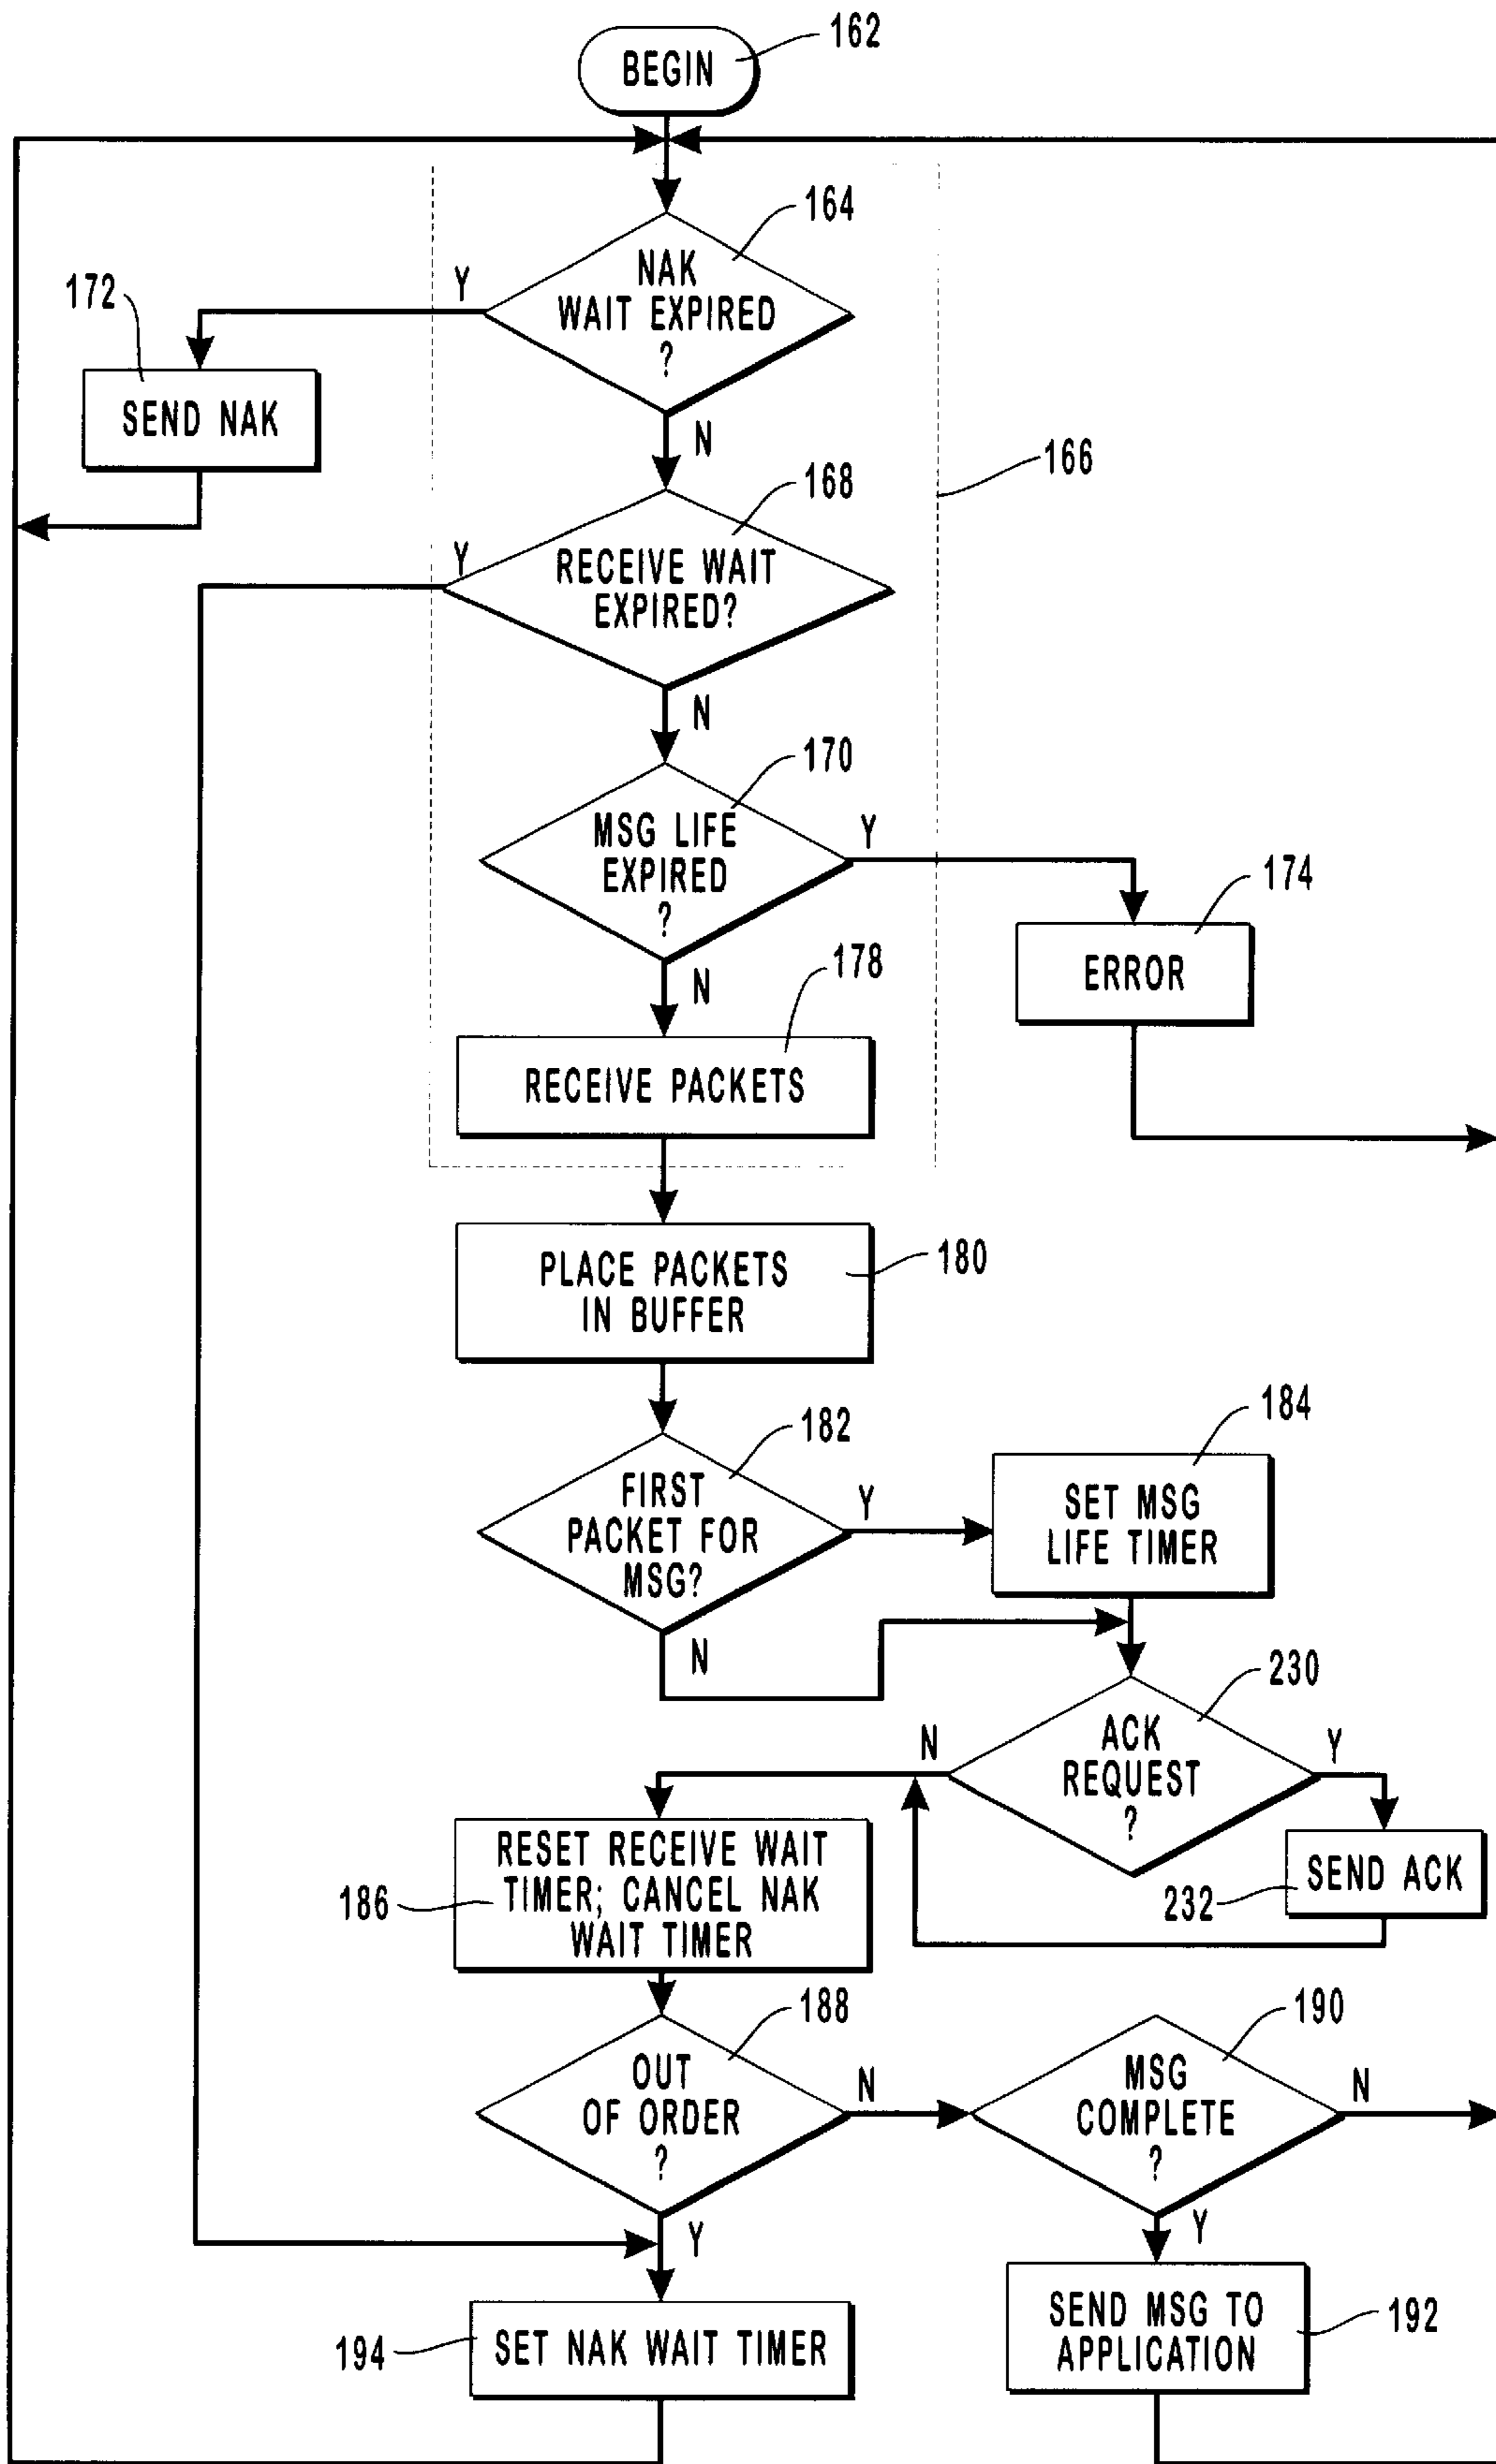 162
BEGIN
164
NAK
WAIT EXPIRED
?
Y
172
SEND NAK
N
166
168
RECEIVE WAIT
EXPIRED?
Y
N
170
MSG LIFE
EXPIRED
?
Y
174
ERROR
N
178
RECEIVE PACKETS
PLACE PACKETS
IN BUFFER
180
182
FIRST
PACKET FOR
MSG?
Y
184
SET MSG
LIFE TIMER
N
230
ACK
REQUEST
?
N
Y
SEND ACK
232
RESET RECEIVE WAIT
TIMER; CANCEL NAK
WAIT TIMER
186
188
OUT
OF ORDER
?
N
190
MSG
COMPLETE
?
N
Y
Y
194
SET NAK WAIT TIMER
SEND MSG TO
APPLICATION
192